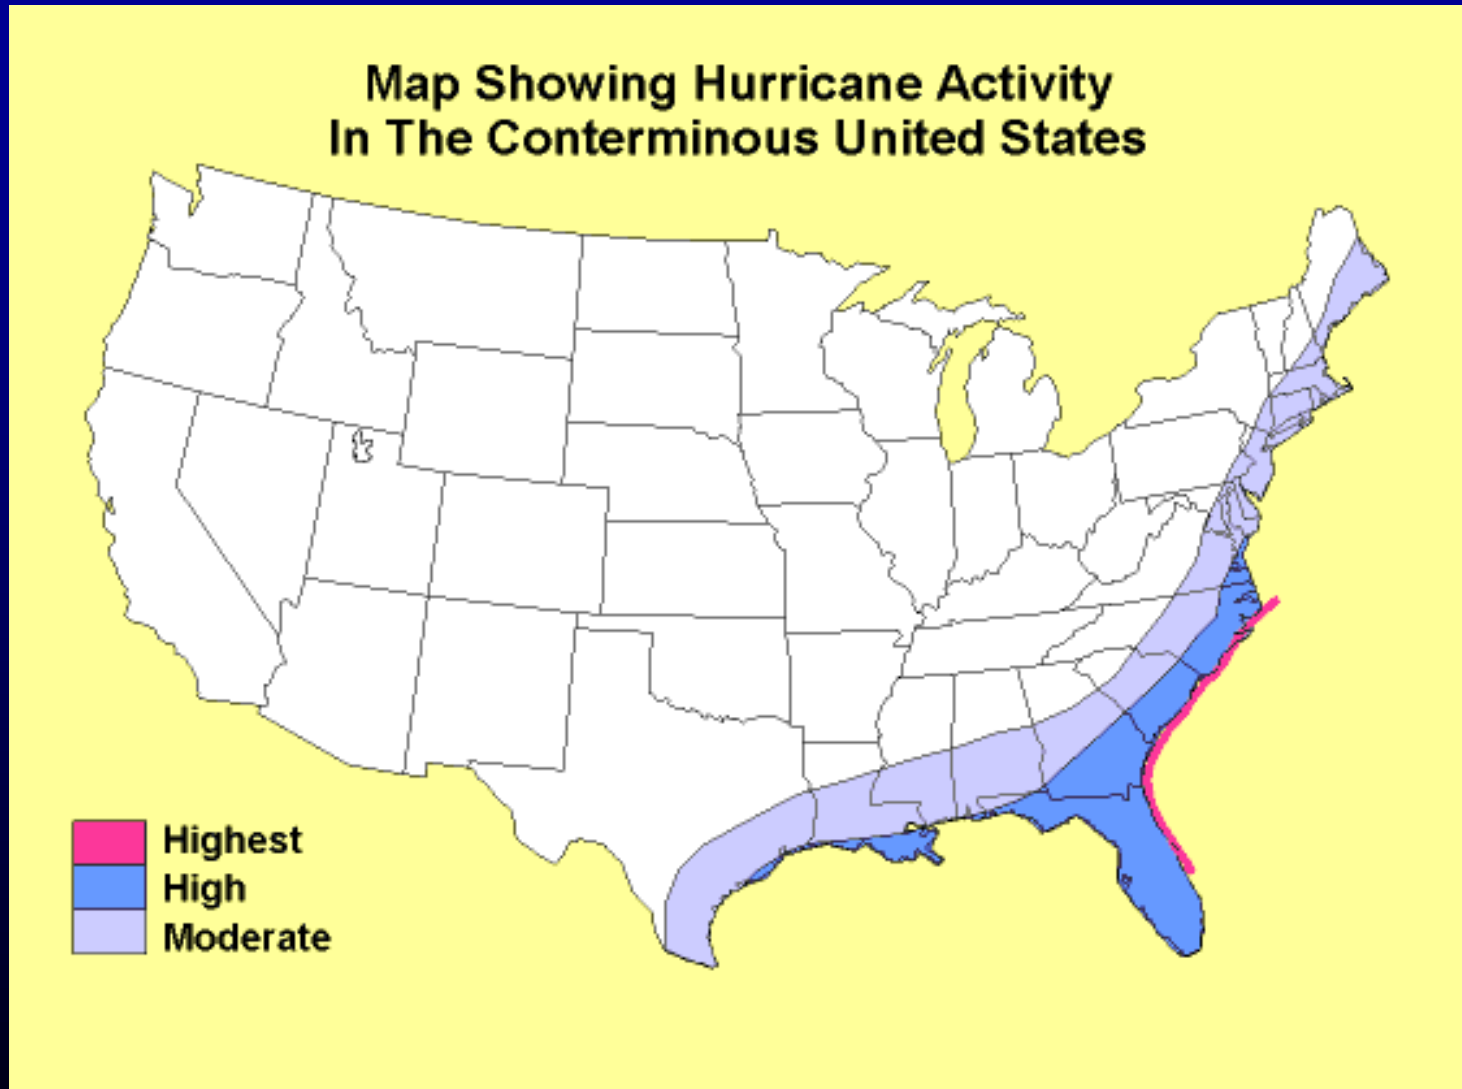 Map Showing Hurricane Activity
In The Conterminous United States
Highest
High
Moderate